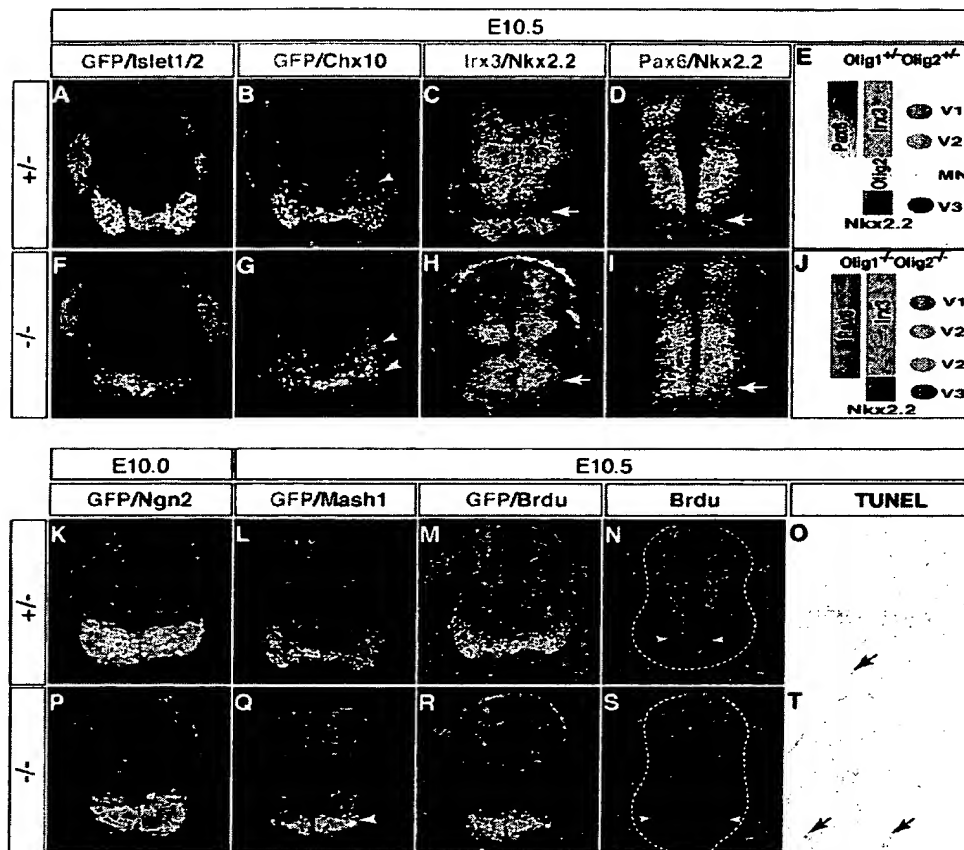 E10.5
GFP/Islet1/2 GFP/Chx10 Irx3/Nkx2.2 Pax6/Nkx2.2
E Olig1+/-Olig2+/-
A B C D
+/-
Irx3
Olig2
V1
V2
MN
V3
Nkx2.2
F G H I
J Olig1-/-Olig2-/-
-/-
Irx3
V1
V2
V2
V3
Nkx2.2
E10.0 E10.5
GFP/Ngn2 GFP/Mash1 GFP/Brdu Brdu TUNEL
K L M N O
+/-
P Q R S T
-/-